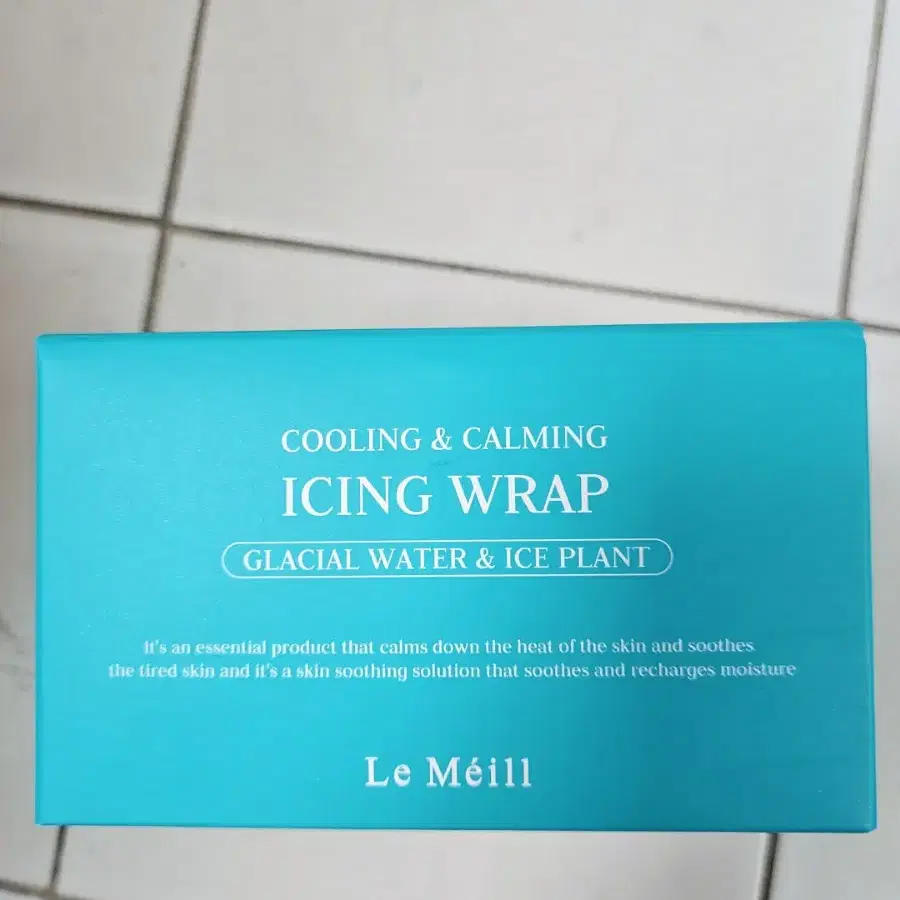 COOLING & CALMING
ICING WRAP
GLACIAL WATER & ICE PLANT
It's an essential product that calms down the heat of the skin and soothes
the tired skin and it's a skin soothing solution that soothes and recharges moisture
Le Méill